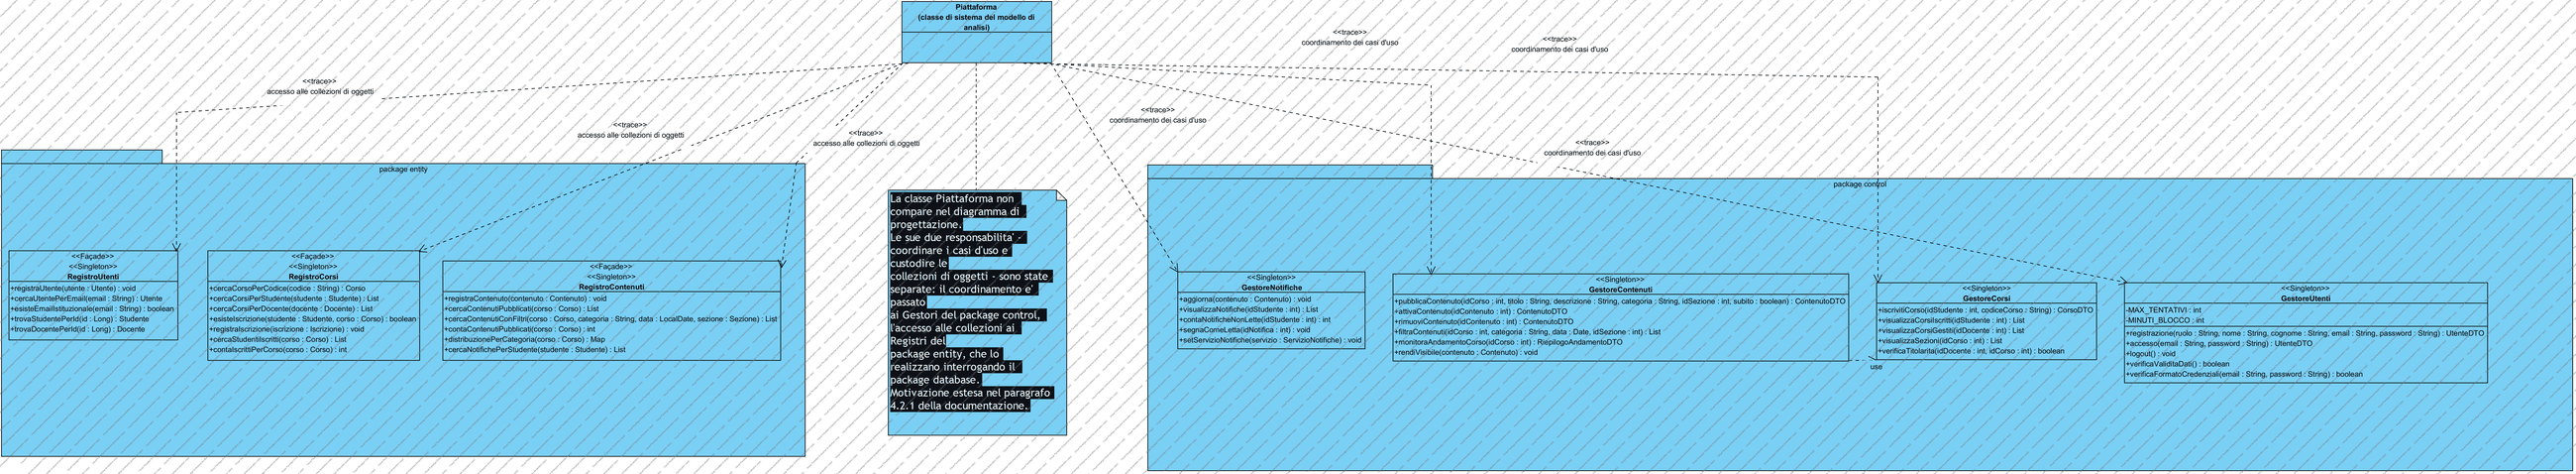 Piattaforma
(classe di sistema del modello di
analisi)
<<trace>>
coordinamento dei casi d'uso
<<trace>>
coordinamento dei casi d'uso
<<trace>>
accesso alle collezioni di oggetti
<<trace>>
coordinamento dei casi d'uso
<<trace>>
accesso alle collezioni di oggetti
<<trace>>
accesso alle collezioni di oggetti
<<trace>>
coordinamento dei casi d'uso
package entity
<<Façade>>
<<Singleton>>
RegistroUtenti
+registraUtente(utente : Utente) : void
+cercaUtentePerEmail(email : String) : Utente
+esisteEmailIstituzionale(email : String) : boolean
+trovaStudentePerId(id : Long) : Studente
+trovaDocentePerId(id : Long) : Docente
<<Façade>>
<<Singleton>>
RegistroCorsi
+cercaCorsoPerCodice(codice : String) : Corso
+cercaCorsiPerStudente(studente : Studente) : List
+cercaCorsiPerDocente(docente : Docente) : List
+esisteIscrizione(studente : Studente, corso : Corso) : boolean
+registraIscrizione(iscrizione : Iscrizione) : void
+cercaStudentiIscritti(corso : Corso) : List
+contaIscrittiPerCorso(corso : Corso) : int
<<Façade>>
<<Singleton>>
RegistroContenuti
+registraContenuto(contenuto : Contenuto) : void
+cercaContenutiPubblicati(corso : Corso) : List
+cercaContenutiConFiltri(corso : Corso, categoria : String, data : LocalDate, sezione : Sezione) : List
+contaContenutiPubblicati(corso : Corso) : int
+distribuzionePerCategoria(corso : Corso) : Map
+cercaNotifichePerStudente(studente : Studente) : List
La classe Piattaforma non
compare nel diagramma di
progettazione.
Le sue due responsabilita' -
coordinare i casi d'uso e
custodire le
collezioni di oggetti - sono state
separate: il coordinamento e'
passato
ai Gestori del package control,
l'accesso alle collezioni ai
Registri del
package entity, che lo
realizzano interrogando il
package database.
Motivazione estesa nel paragrafo
4.2.1 della documentazione.
package control
<<Singleton>>
GestoreNotifiche
+aggiorna(contenuto : Contenuto) : void
+visualizzaNotifiche(idStudente : int) : List
+contaNotificheNonLette(idStudente : int) : int
+segnaComeLetta(idNotifica : int) : void
+setServizioNotifiche(servizio : ServizioNotifiche) : void
<<Singleton>>
GestoreContenuti
+pubblicaContenuto(idCorso : int, titolo : String, descrizione : String, categoria : String, idSezione : int, subito : boolean) : ContenutoDTO
+attivaContenuto(idContenuto : int) : ContenutoDTO
+rimuoviContenuto(idContenuto : int) : ContenutoDTO
+filtraContenuti(idCorso : int, categoria : String, data : Date, idSezione : int) : List
+monitoraAndamentoCorso(idCorso : int) : RiepilogoAndamentoDTO
+rendiVisibile(contenuto : Contenuto) : void
use
<<Singleton>>
GestoreCorsi
+iscrivitiCorso(idStudente : int, codiceCorso : String) : CorsoDTO
+visualizzaCorsiIscritti(idStudente : int) : List
+visualizzaCorsiGestiti(idDocente : int) : List
+visualizzaSezioni(idCorso : int) : List
+verificaTitolarita(idDocente : int, idCorso : int) : boolean
<<Singleton>>
GestoreUtenti
-MAX_TENTATIVI : int
-MINUTI_BLOCCO : int
+registrazione(ruolo : String, nome : String, cognome : String, email : String, password : String) : UtenteDTO
+accesso(email : String, password : String) : UtenteDTO
+logout() : void
+verificaValiditaDati() : boolean
+verificaFormatoCredenziali(email : String, password : String) : boolean